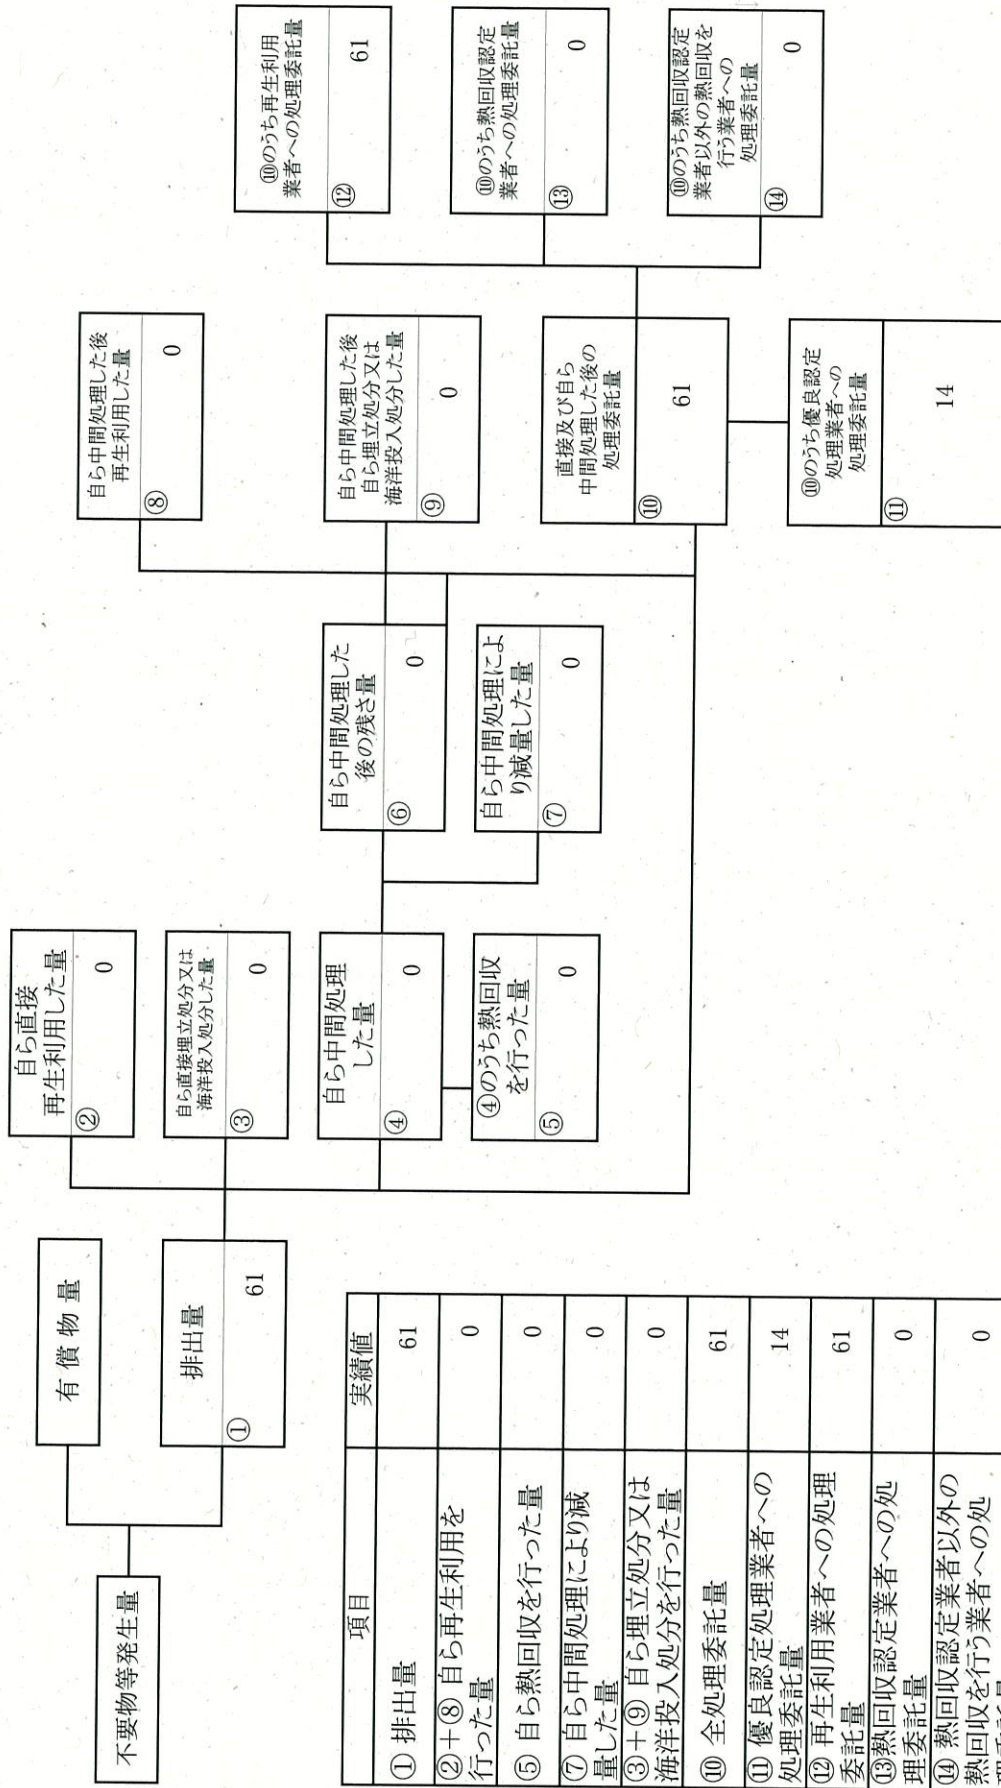 不要物等発生量
有償物量
排出量
①
61
自ら直接
再生利用した量
②
0
自ら直接埋立処分又は
海洋投入処分した量
③
0
自ら中間処理
した量
④
0
④のうち熱回収
を行った量
⑤
0
自ら中間処理した
後の残さ量
⑥
0
自ら中間処理によ
り減量した量
⑦
0
自ら中間処理した後
再生利用した量
⑧
0
自ら中間処理した後
自ら埋立処分又は
海洋投入処分した量
⑨
0
直接及び自ら
中間処理した後の
処理委託量
⑩
61
⑩のうち優良認定
処理業者への
処理委託量
⑪
14
⑩のうち再生利用
業者への処理委託量
⑫
61
⑩のうち熱回収認定
業者への処理委託量
⑬
0
⑩のうち熱回収認定
業者以外の熱回収を
行う業者への
処理委託量
⑭
0
項目 実績値
① 排出量 61
②+⑧ 自ら再生利用を
行った量 0
⑤ 自ら熱回収を行った量 0
⑦ 自ら中間処理により減
量した量 0
③+⑨ 自ら埋立処分又は
海洋投入処分を行った量 0
⑩ 全処理委託量 61
⑪ 優良認定処理業者への
処理委託量 14
⑫ 再生利用業者への処理
委託量 61
⑬熱回収認定業者への処
理委託量 0
⑭ 熱回収認定業者以外の
熱回収を行う業者への処 0